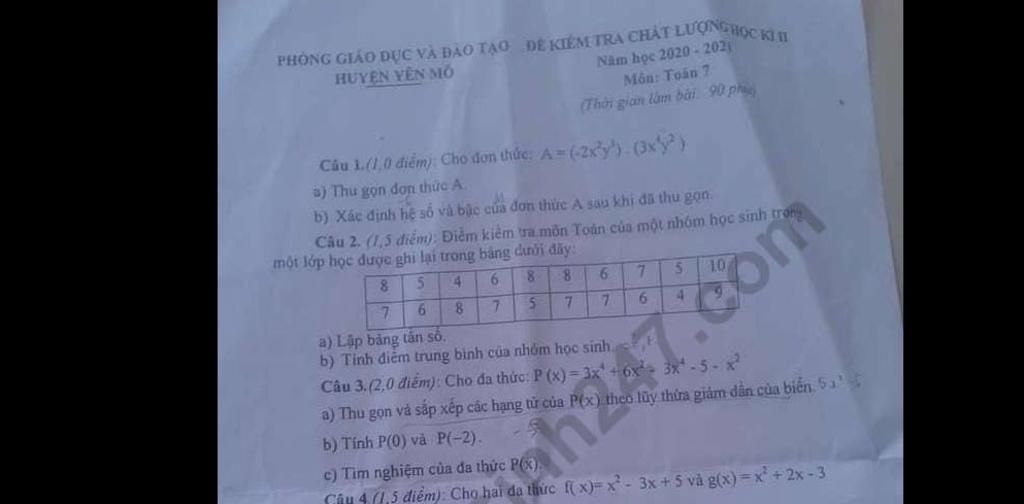 PHÒNG GIÁO DỤC VÀ ĐÀO TẠO ĐỀ KIỂM TRA CHẤT LƯỢNG HỌC KÌ II
HUYỆN YÊN MÔ Năm học 2020 - 2021
Môn: Toán 7
(Thời gian làm bài: 90 phút)
Câu 1.(1,0 điểm): Cho đơn thức: A = (-2x²y³) . (3x⁴y²)
a) Thu gọn đơn thức A.
b) Xác định hệ số và bậc của đơn thức A sau khi đã thu gọn.
Câu 2. (1,5 điểm): Điểm kiểm tra môn Toán của một nhóm học sinh trong
một lớp học được ghi lại trong bảng dưới đây:
8 5 4 6 8 8 6 7 5 10
7 6 8 7 5 7 7 6 4 9
a) Lập bảng tần số.
b) Tính điểm trung bình của nhóm học sinh.
Câu 3.(2,0 điểm): Cho đa thức: P (x) = 3x⁴ + 6x² - 3x⁴ - 5 - x²
a) Thu gọn và sắp xếp các hạng tử của P(x) theo lũy thừa giảm dần của biến.
b) Tính P(0) và P(−2).
c) Tìm nghiệm của đa thức P(x).
Câu 4.(1,5 điểm): Cho hai đa thức f( x)= x² - 3x + 5 và g(x) = x² + 2x - 3
inh247.com